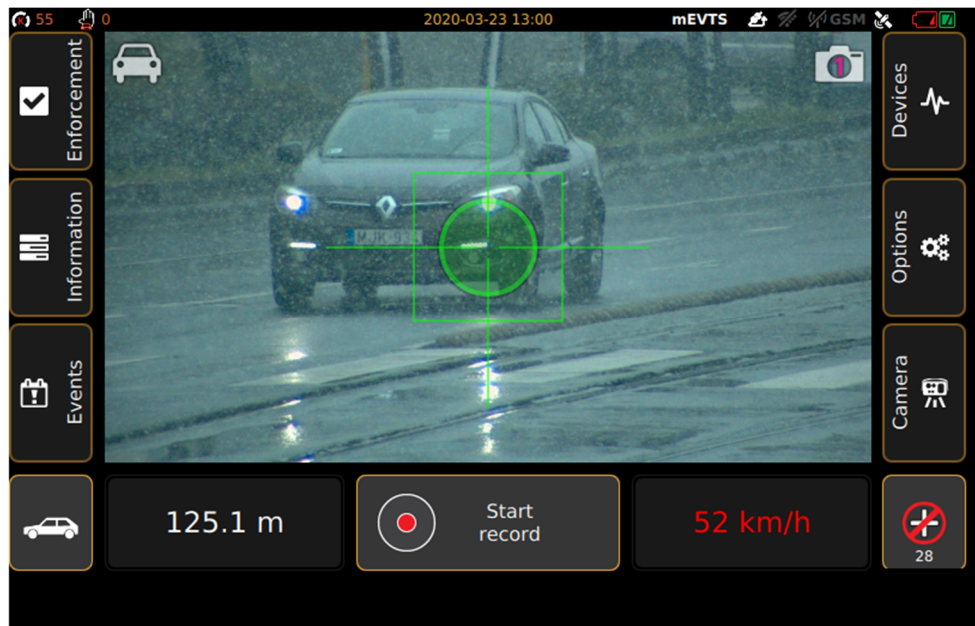 55
0
2020-03-23 13:00
mEVTS
GSM
Enforcement
Information
Events
1
Devices
Options
Camera
125.1 m
Start
record
52 km/h
28